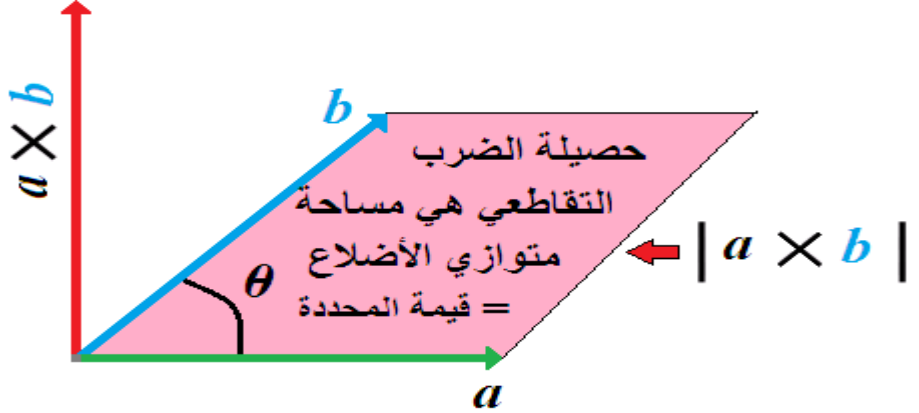 a × b
b
حصيلة الضرب
التقاطعي هي مساحة
متوازي الأضلاع
= قيمة المحددة
θ
| a × b |
a